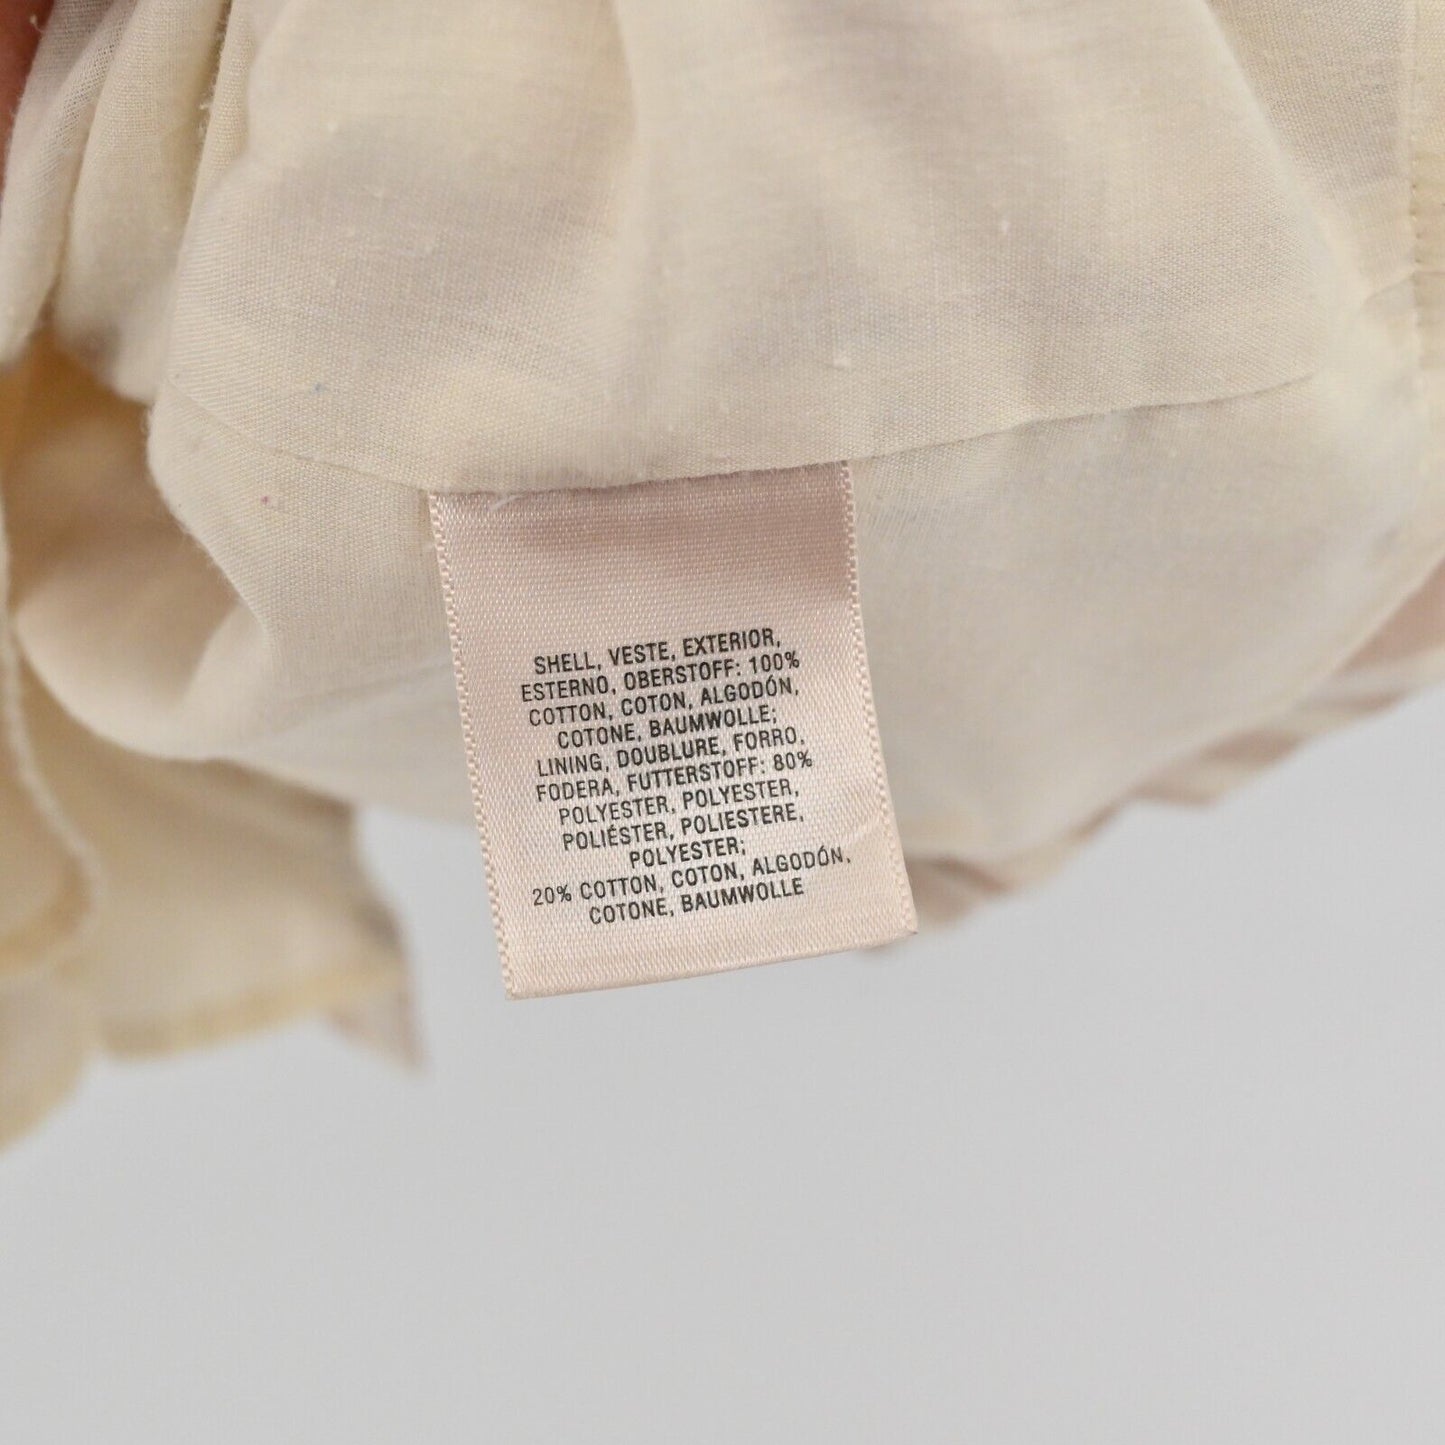 SHELL, VESTE, EXTERIOR,
ESTERNO, OBERSTOFF: 100%
COTTON, COTON, ALGODÓN,
COTONE, BAUMWOLLE;
LINING, DOUBLURE, FORRO,
FODERA, FUTTERSTOFF: 80%
POLYESTER, POLYESTER,
POLIÉSTER, POLIESTERE,
POLYESTER;
20% COTTON, COTON, ALGODÓN,
COTONE, BAUMWOLLE